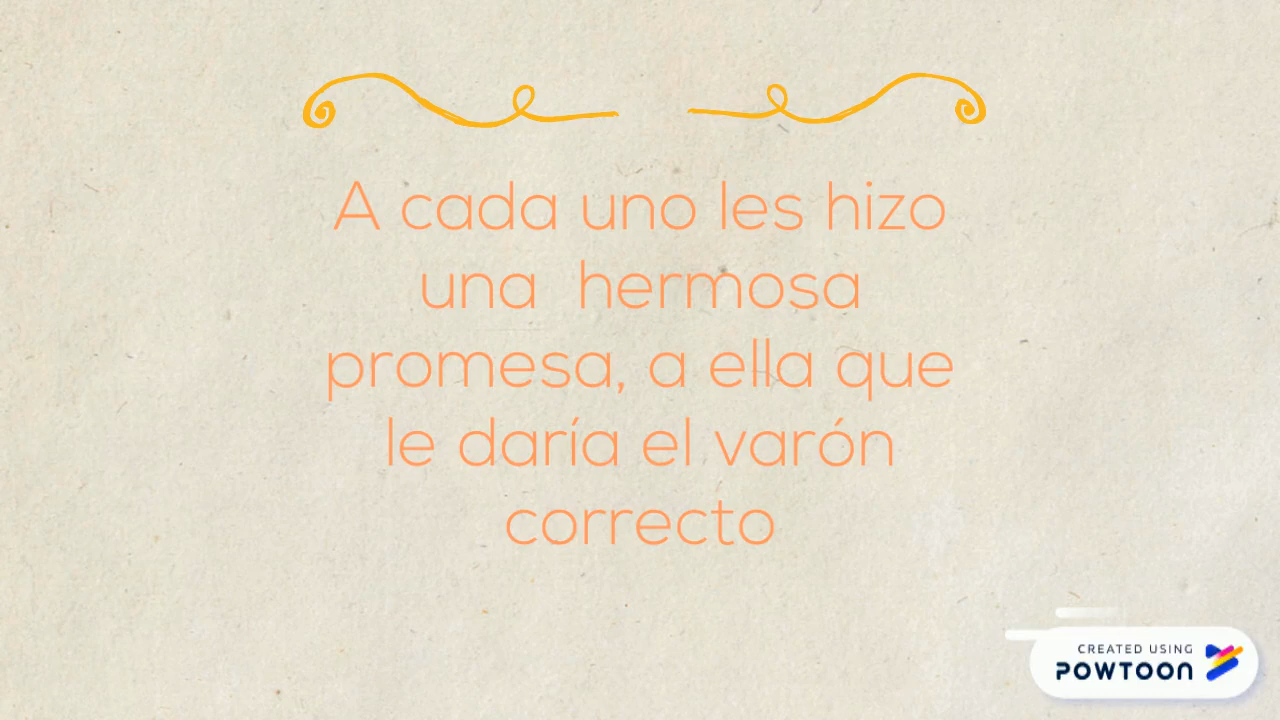 A cada uno les hizo
una hermosa
promesa, a ella que
le daría el varón
correcto
CREATED USING
POWTOON